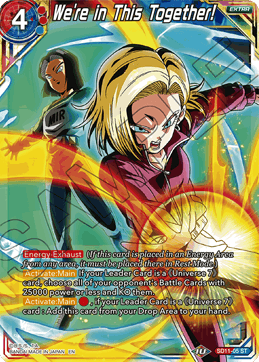 4
We're in This Together!
EXTRA
MIR
Energy-Exhaust (If this card is placed in an Energy Area
from any area, it must be placed there in Rest Mode.)
Activate:Main If your Leader Card is a 《Universe 7》
card, choose all of your opponent's Battle Cards with
25000 power or less and KO them.
Activate:Main , if your Leader Card is a 《Universe 7》
card: Add this card from your Drop Area to your hand.
MADE IN JAPAN EN
SD11-05 ST